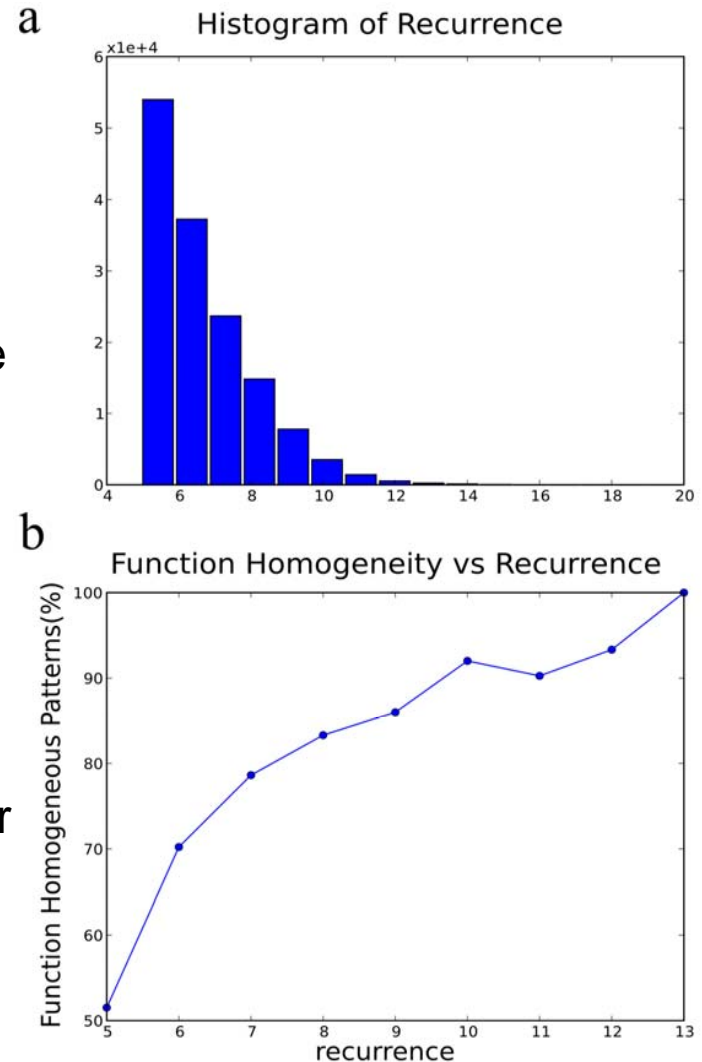 a
Histogram of Recurrence
x1e+4
6
5
4
3
2
1
0
4 6 8 10 12 14 16 18 20
e
b
Function Homogeneity vs Recurrence
Function Homogeneous Patterns(%)
100
90
80
70
60
50
r
5 6 7 8 9 10 11 12 13
recurrence